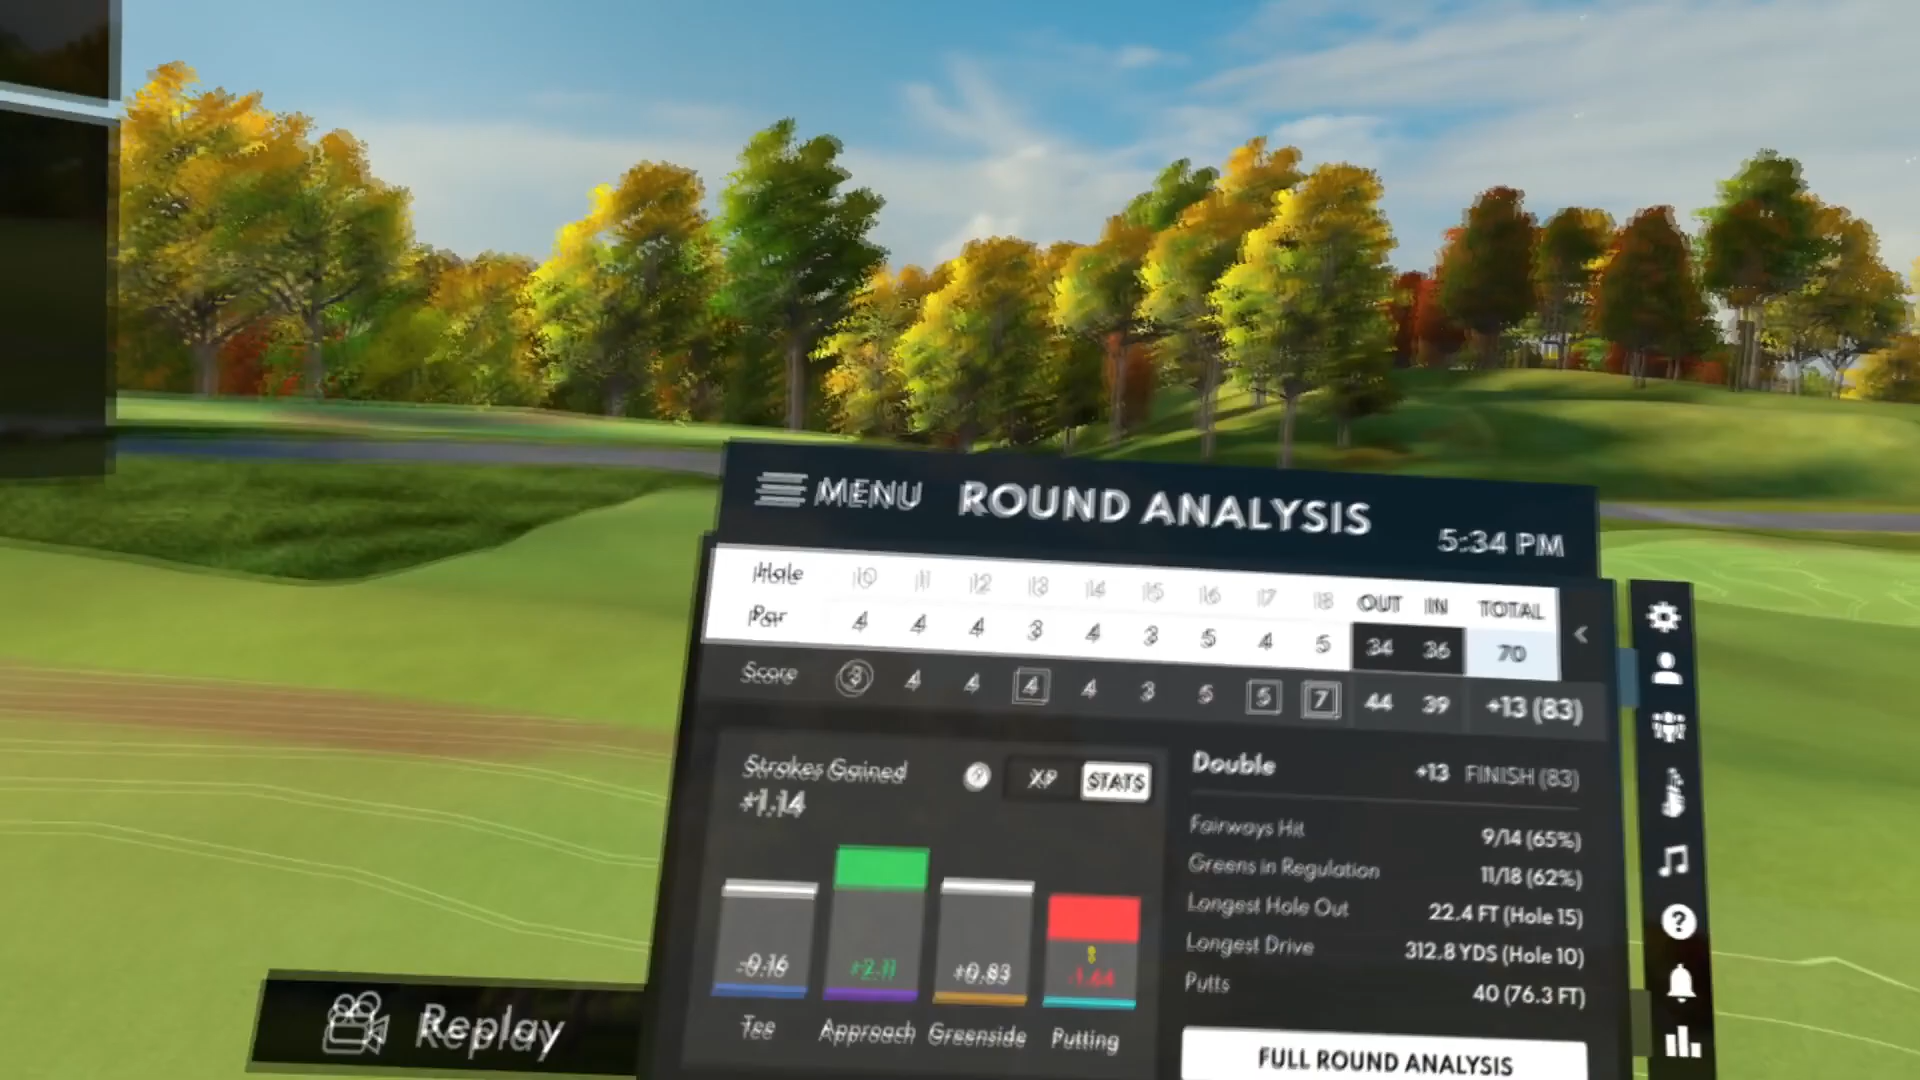 MENU ROUND ANALYSIS 5:34 PM
Hole 10 11 12 13 14 15 16 17 18 OUT IN TOTAL
Par 4 4 4 3 4 3 5 4 5 34 36 70
Score 3 4 4 4 4 3 5 5 7 44 39 +13 (83)
Strokes Gained XP STATS
+1.14
-0.16 +2.11 +0.83 -1.64
Tee Approach Greenside Putting
Double +13 FINISH (83)
Fairways Hit 9/14 (65%)
Greens in Regulation 11/18 (62%)
Longest Hole Out 22.4 FT (Hole 15)
Longest Drive 312.8 YDS (Hole 10)
Putts 40 (76.3 FT)
FULL ROUND ANALYSIS
Replay